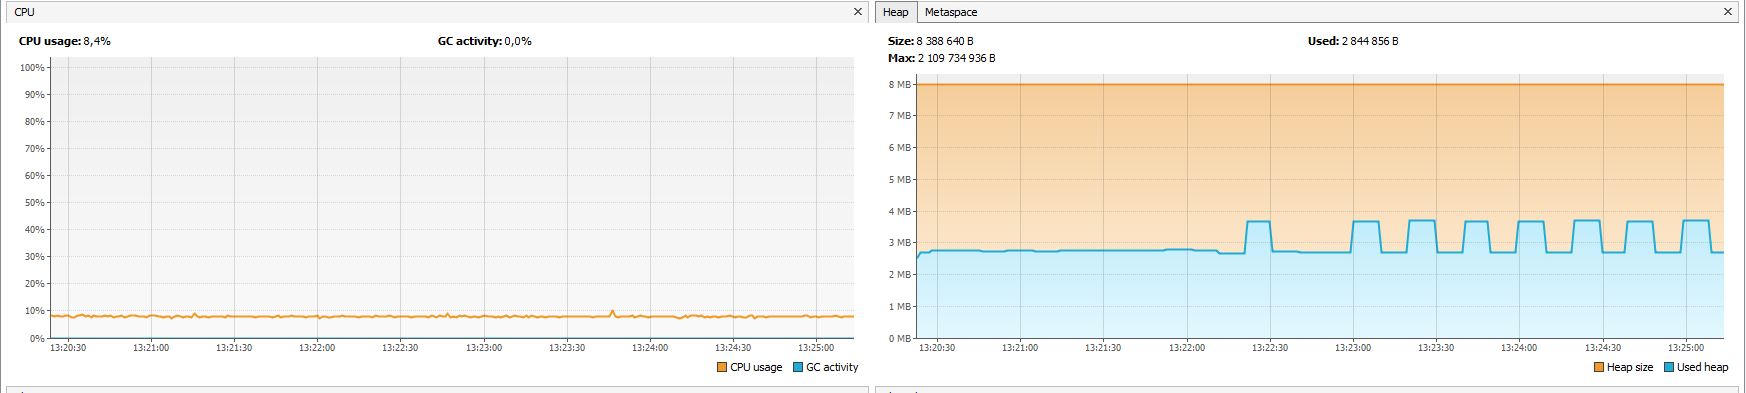 CPU
CPU usage: 8,4%
GC activity: 0,0%
100%
90%
80%
70%
60%
50%
40%
30%
20%
10%
0%
13:20:30 13:21:00 13:21:30 13:22:00 13:22:30 13:23:00 13:23:30 13:24:00 13:24:30 13:25:00
CPU usage GC activity
Heap Metaspace
Size: 8 388 640 B
Used: 2 844 856 B
Max: 2 109 734 936 B
8 MB
7 MB
6 MB
5 MB
4 MB
3 MB
2 MB
1 MB
0 MB
13:20:30 13:21:00 13:21:30 13:22:00 13:22:30 13:23:00 13:23:30 13:24:00 13:24:30 13:25:00
Heap size Used heap